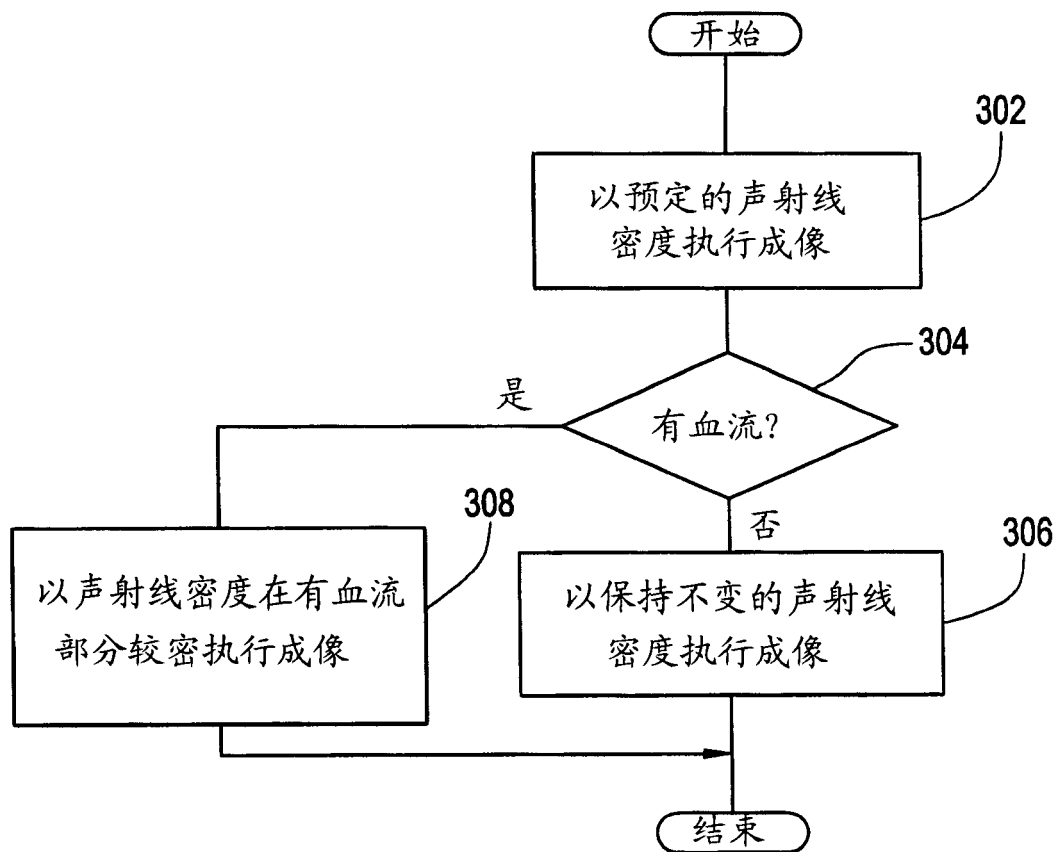 开始
302
以预定的声射线
密度执行成像
304
是
有血流?
308
否
306
以声射线密度在有血流
部分较密执行成像
以保持不变的声射线
密度执行成像
结束